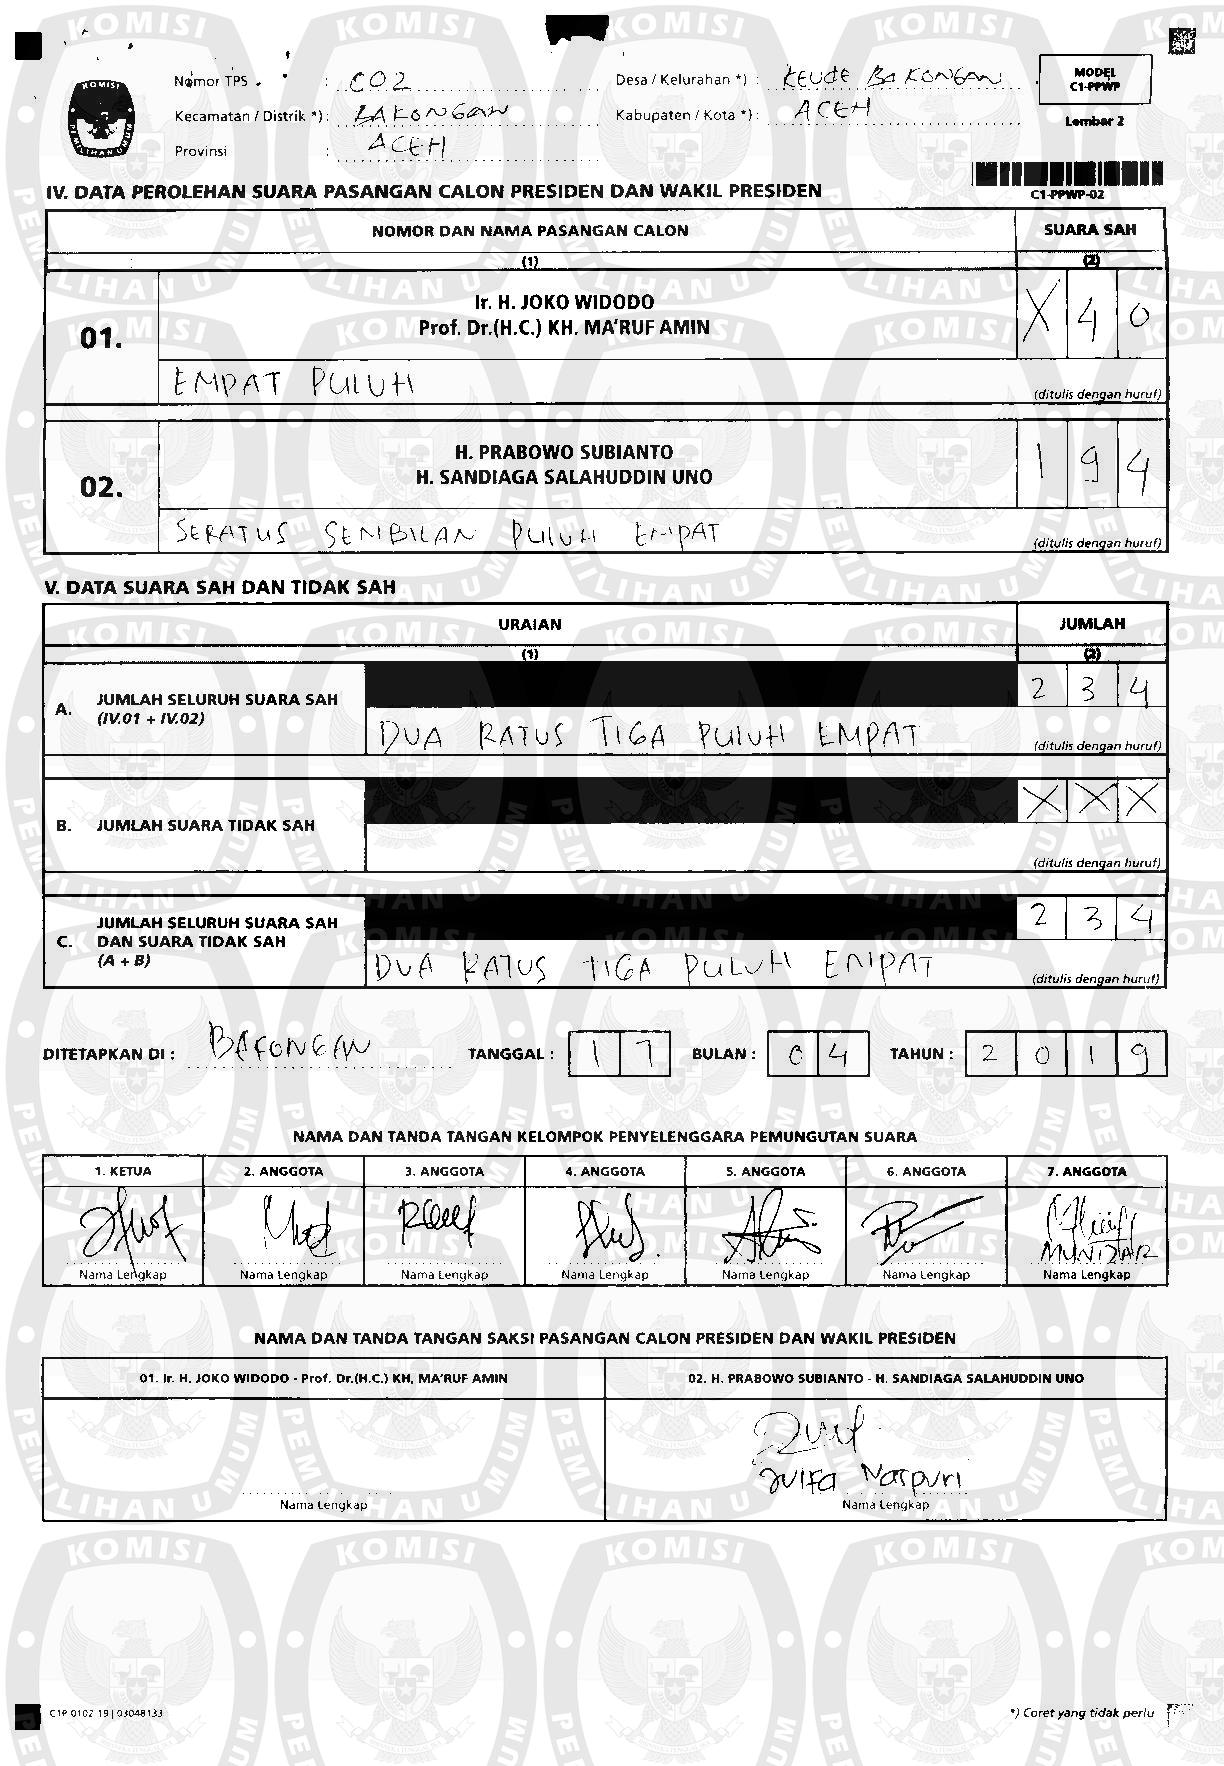 Nomor TPS : 002
Desa / Kelurahan *) : KEUDE BAKONGAN
MODEL
C1-PPWP
Kecamatan / Distrik *) : BAKONGAN
Kabupaten / Kota *) : ACEH
Lembar 2
Provinsi : ACEH
C1-PPWP-02
IV. DATA PEROLEHAN SUARA PASANGAN CALON PRESIDEN DAN WAKIL PRESIDEN
NOMOR DAN NAMA PASANGAN CALON SUARA SAH
(1) (2)
01. Ir. H. JOKO WIDODO
Prof. Dr.(H.C.) KH. MA'RUF AMIN X 4 0
EMPAT PULUH (ditulis dengan huruf)
02. H. PRABOWO SUBIANTO
H. SANDIAGA SALAHUDDIN UNO 1 9 4
SERATUS SEMBILAN PULUH EMPAT (ditulis dengan huruf)
V. DATA SUARA SAH DAN TIDAK SAH
URAIAN JUMLAH
(1) (2)
A. JUMLAH SELURUH SUARA SAH
(IV.01 + IV.02) 2 3 4
DUA RATUS TIGA PULUH EMPAT (ditulis dengan huruf)
B. JUMLAH SUARA TIDAK SAH X X X
(ditulis dengan huruf)
C. JUMLAH SELURUH SUARA SAH
DAN SUARA TIDAK SAH
(A + B) 2 3 4
DUA RATUS TIGA PULUH EMPAT (ditulis dengan huruf)
DITETAPKAN DI : BAKONGAN TANGGAL : 1 7 BULAN : 0 4 TAHUN : 2 0 1 9
NAMA DAN TANDA TANGAN KELOMPOK PENYELENGGARA PEMUNGUTAN SUARA
1. KETUA 2. ANGGOTA 3. ANGGOTA 4. ANGGOTA 5. ANGGOTA 6. ANGGOTA 7. ANGGOTA
MUNIZAR
Nama Lengkap Nama Lengkap Nama Lengkap Nama Lengkap Nama Lengkap Nama Lengkap Nama Lengkap
NAMA DAN TANDA TANGAN SAKSI PASANGAN CALON PRESIDEN DAN WAKIL PRESIDEN
01. Ir. H. JOKO WIDODO - Prof. Dr.(H.C.) KH. MA'RUF AMIN 02. H. PRABOWO SUBIANTO - H. SANDIAGA SALAHUDDIN UNO
Nama Lengkap Nama Lengkap
C1P 0102 19 | 03048133 *) Coret yang tidak perlu